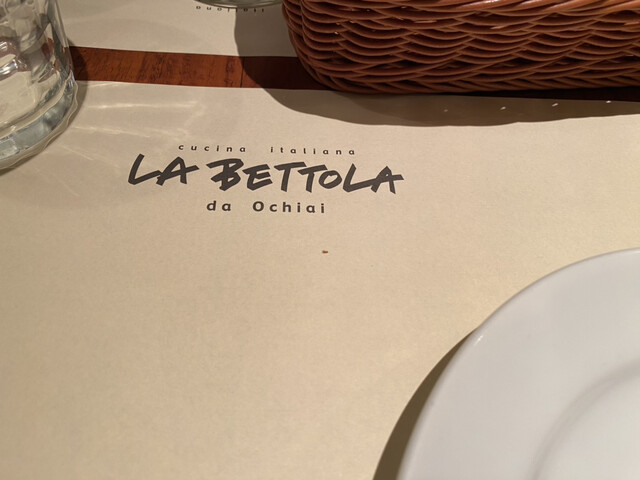 cucina italiana
LA BETTOLA
da Ochiai